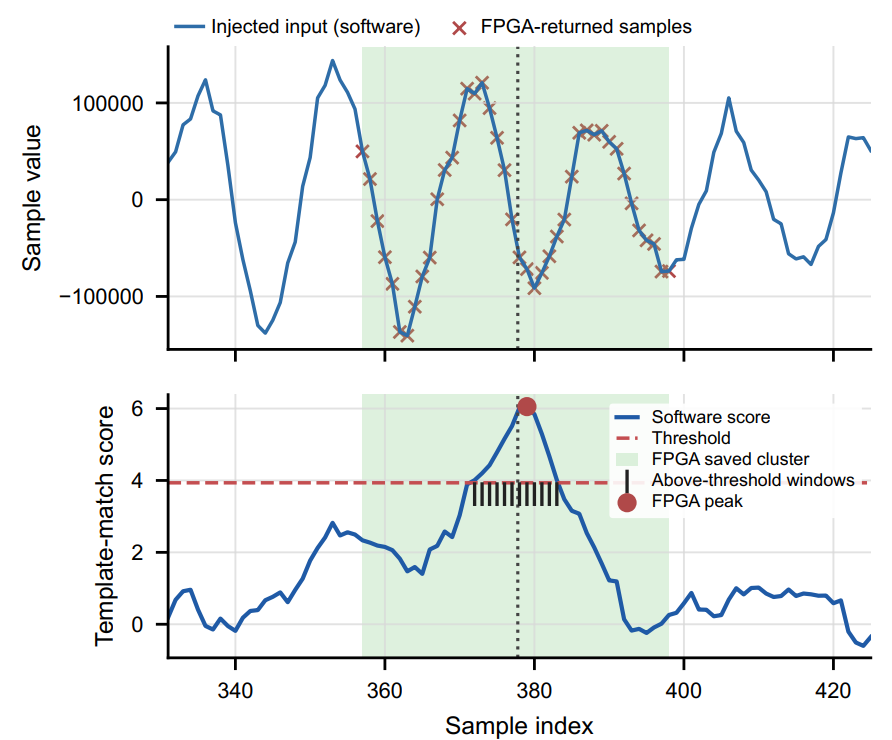 Injected input (software) FPGA-returned samples
Sample value
100000
0
−100000
Template-match score
6
4
2
0
Software score
Threshold
FPGA saved cluster
Above-threshold windows
FPGA peak
340 360 380 400 420
Sample index